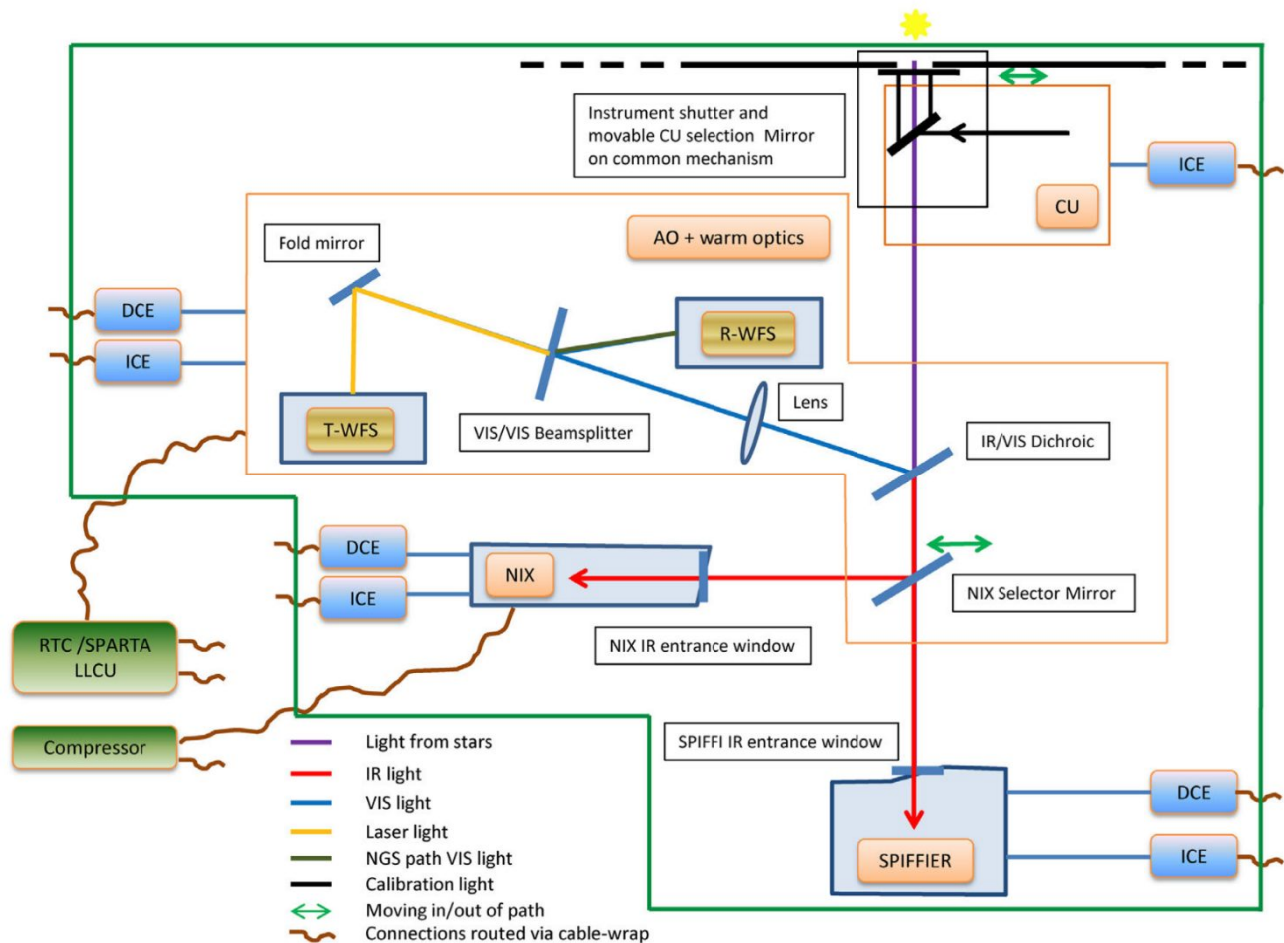 Instrument shutter and
movable CU selection Mirror
on common mechanism
ICE
CU
AO + warm optics
Fold mirror
DCE
ICE
R-WFS
T-WFS
VIS/VIS Beamsplitter
Lens
IR/VIS Dichroic
DCE
ICE
NIX
NIX Selector Mirror
NIX IR entrance window
RTC /SPARTA
LLCU
Compressor
SPIFFI IR entrance window
DCE
ICE
SPIFFIER
Light from stars
IR light
VIS light
Laser light
NGS path VIS light
Calibration light
Moving in/out of path
Connections routed via cable-wrap